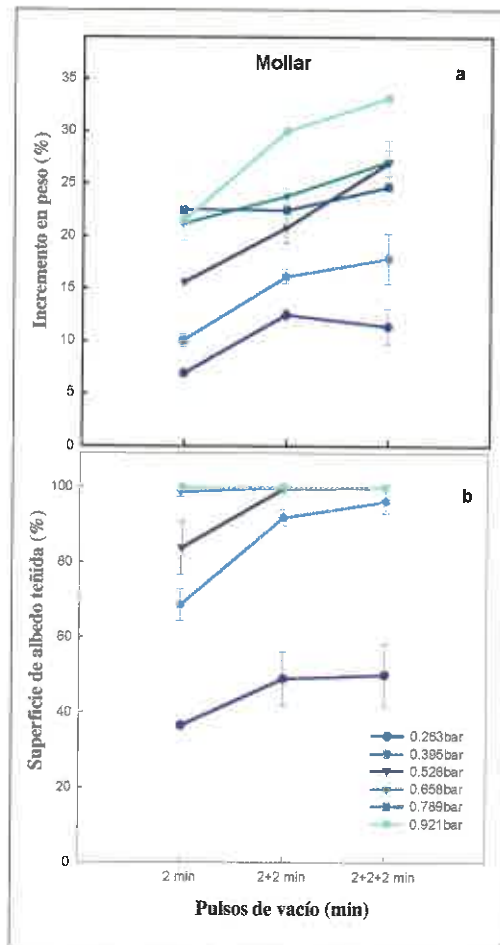 Mollar
a
Incremento en peso (%)
35
30
25
20
15
10
5
0
b
Superficie de albedo teñida (%)
100
80
60
40
20
0
0.263bar
0.395bar
0.526bar
0.658bar
0.789bar
0.921bar
2 min
2+2 min
2+2+2 min
Pulsos de vacío (min)